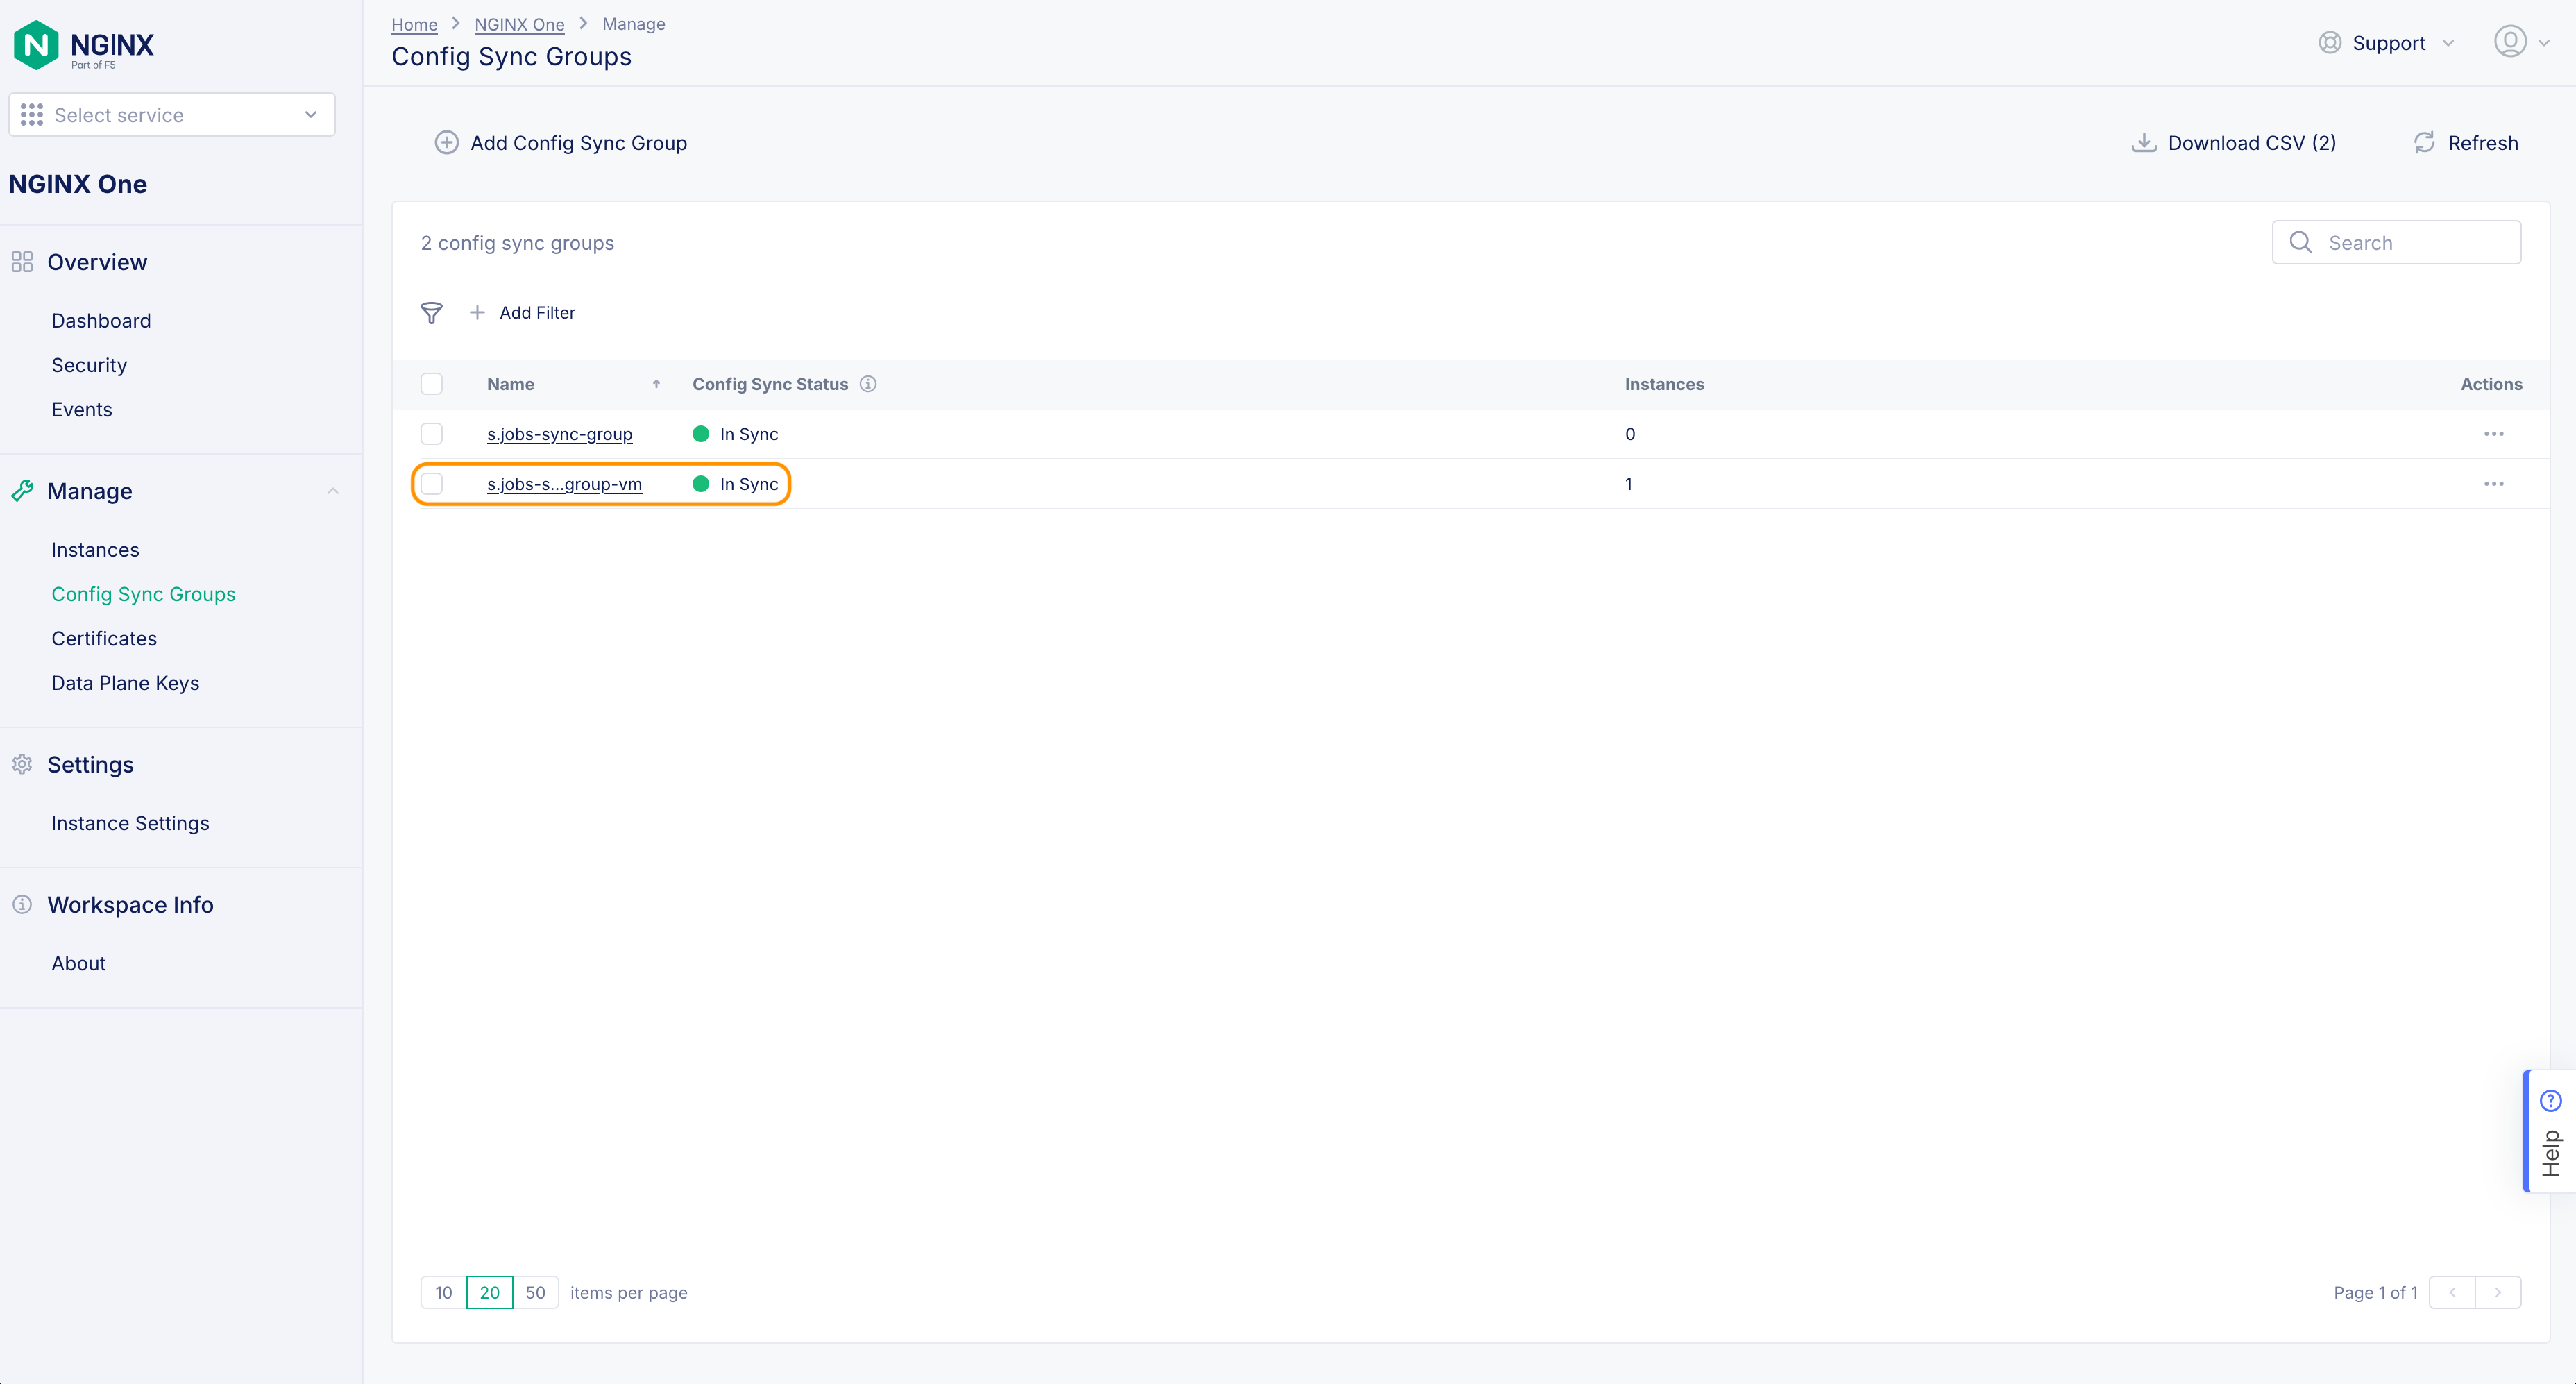 NGINX
Part of F5
Select service
NGINX One
Overview
Dashboard
Security
Events
Manage
Instances
Config Sync Groups
Certificates
Data Plane Keys
Settings
Instance Settings
Workspace Info
About
Home > NGINX One > Manage
Config Sync Groups
Support
Add Config Sync Group
Download CSV (2)
Refresh
2 config sync groups
Search
Add Filter
Name Config Sync Status Instances Actions
s.jobs-sync-group In Sync 0 ...
s.jobs-s...group-vm In Sync 1 ...
10 20 50 items per page
Page 1 of 1
Help